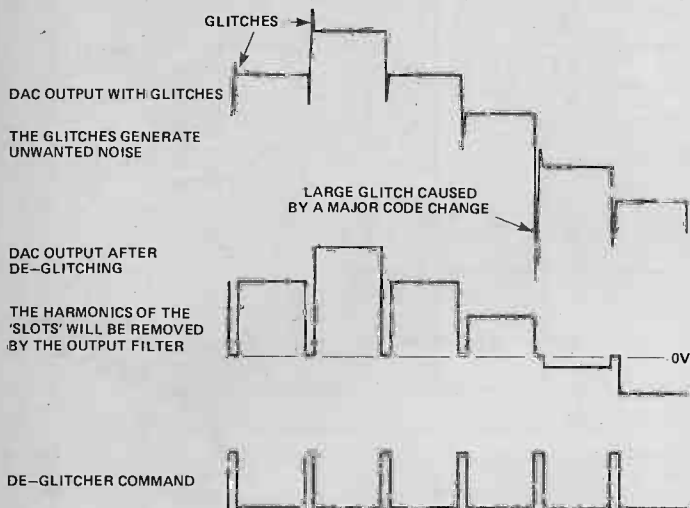 GLITCHES
DAC OUTPUT WITH GLITCHES
THE GLITCHES GENERATE
UNWANTED NOISE
LARGE GLITCH CAUSED
BY A MAJOR CODE CHANGE
DAC OUTPUT AFTER
DE-GLITCHING
THE HARMONICS OF THE
'SLOTS' WILL BE REMOVED
BY THE OUTPUT FILTER
0V
DE-GLITCHER COMMAND